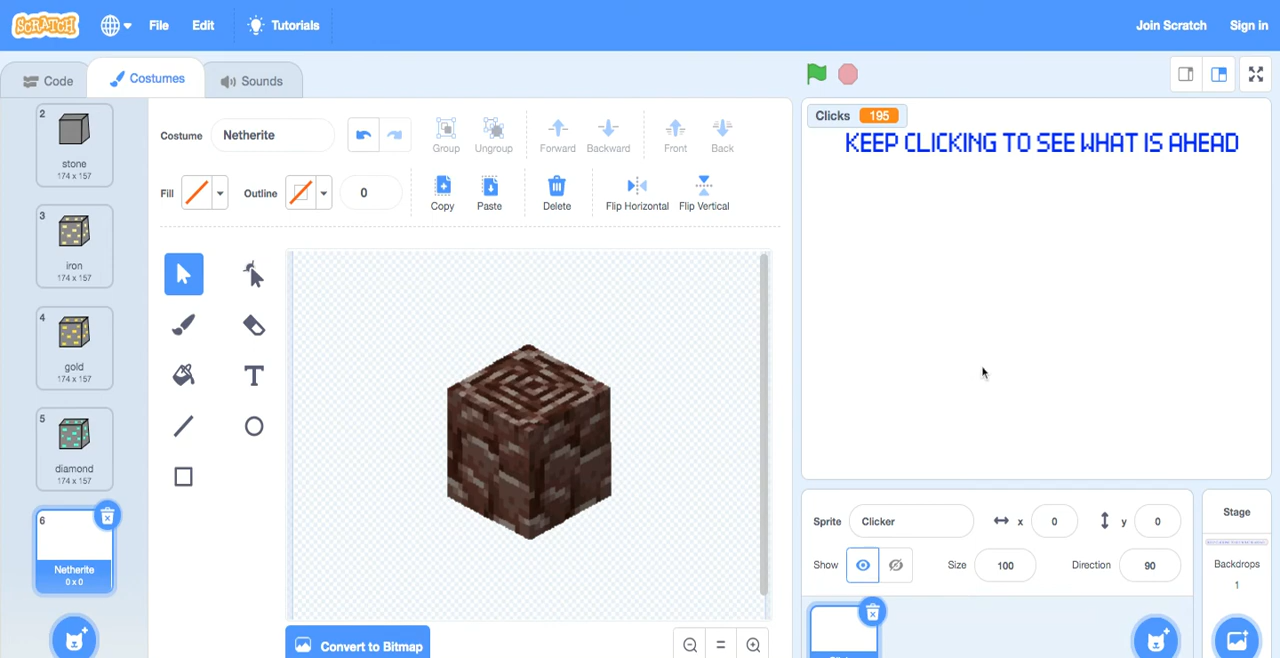 SCRATCH File Edit Tutorials Join Scratch Sign in
Code Costumes Sounds
2
stone
174 x 157
3
iron
174 x 157
4
gold
174 x 157
5
diamond
174 x 157
6
Netherite
0 x 0
Costume Netherite Group Ungroup Forward Backward Front Back
Fill Outline 0 Copy Paste Delete Flip Horizontal Flip Vertical
T
Convert to Bitmap
Clicks 195
KEEP CLICKING TO SEE WHAT IS AHEAD
Sprite Clicker x 0 y 0
Show Size 100 Direction 90
Stage
Backdrops
1